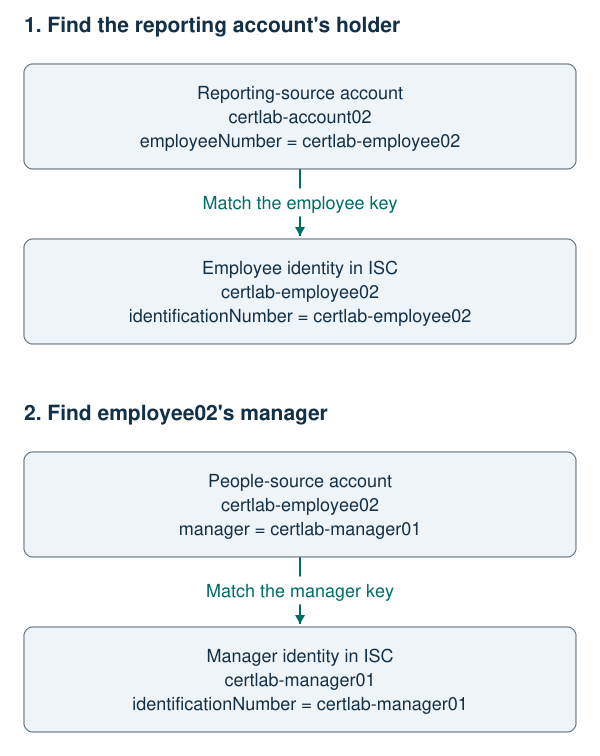 1. Find the reporting account's holder
Reporting-source account
certlab-account02
employeeNumber = certlab-employee02
Match the employee key
Employee identity in ISC
certlab-employee02
identificationNumber = certlab-employee02
2. Find employee02's manager
People-source account
certlab-employee02
manager = certlab-manager01
Match the manager key
Manager identity in ISC
certlab-manager01
identificationNumber = certlab-manager01